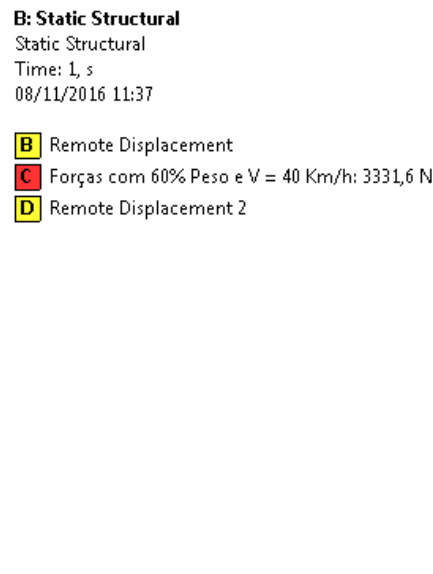 B: Static Structural
Static Structural
Time: 1, s
08/11/2016 11:37
B Remote Displacement
C Forças com 60% Peso e V = 40 Km/h: 3331,6 N
D Remote Displacement 2